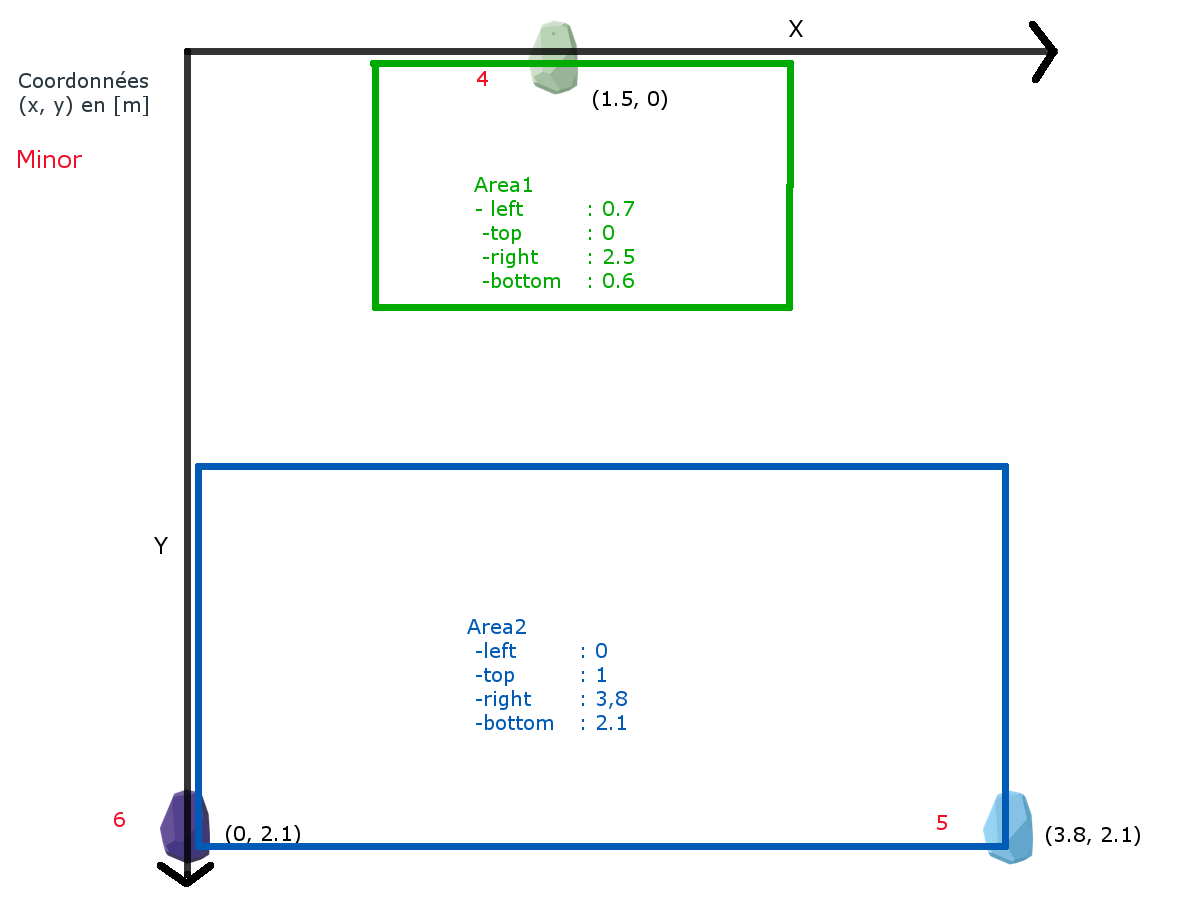 X
Coordonnées
(x, y) en [m]
4
(1.5, 0)
Minor
Area1
- left : 0.7
-top : 0
-right : 2.5
-bottom : 0.6
Y
Area2
-left : 0
-top : 1
-right : 3,8
-bottom : 2.1
6
(0, 2.1)
5
(3.8, 2.1)